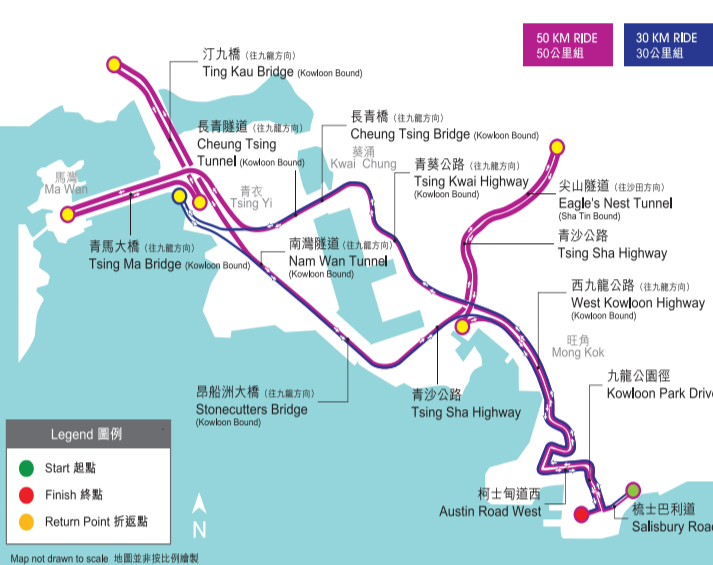 50 KM RIDE
50公里組
30 KM RIDE
30公里組
汀九橋 (往九龍方向)
Ting Kau Bridge (Kowloon Bound)
長青隧道 (往九龍方向)
Cheung Tsing
Tunnel (Kowloon Bound)
長青橋 (往九龍方向)
Cheung Tsing Bridge (Kowloon Bound)
葵涌
Kwai Chung
青葵公路 (往九龍方向)
Tsing Kwai Highway
(Kowloon Bound)
尖山隧道 (往沙田方向)
Eagle's Nest Tunnel
(Sha Tin Bound)
馬灣
Ma Wan
青衣
Tsing Yi
青沙公路
Tsing Sha Highway
青馬大橋 (往九龍方向)
Tsing Ma Bridge (Kowloon Bound)
南灣隧道 (往九龍方向)
Nam Wan Tunnel
(Kowloon Bound)
西九龍公路 (往九龍方向)
West Kowloon Highway
(Kowloon Bound)
旺角
Mong Kok
昂船洲大橋 (往九龍方向)
Stonecutters Bridge
(Kowloon Bound)
青沙公路
Tsing Sha Highway
九龍公園徑
Kowloon Park Drive
Legend 圖例
Start 起點
Finish 終點
Return Point 折返點
N
柯士甸道西
Austin Road West
梳士巴利道
Salisbury Road
Map not drawn to scale 地圖並非按比例繪製